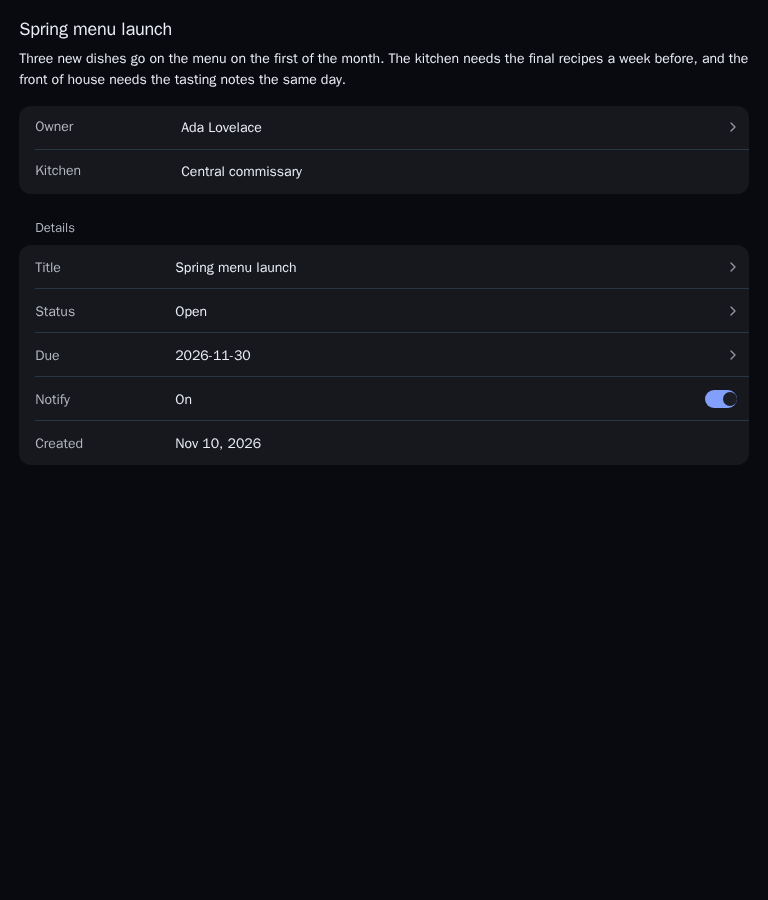 Spring menu launch
Three new dishes go on the menu on the first of the month. The kitchen needs the final recipes a week before, and the
front of house needs the tasting notes the same day.
Owner Ada Lovelace
Kitchen Central commissary
Details
Title Spring menu launch
Status Open
Due 2026-11-30
Notify On
Created Nov 10, 2026